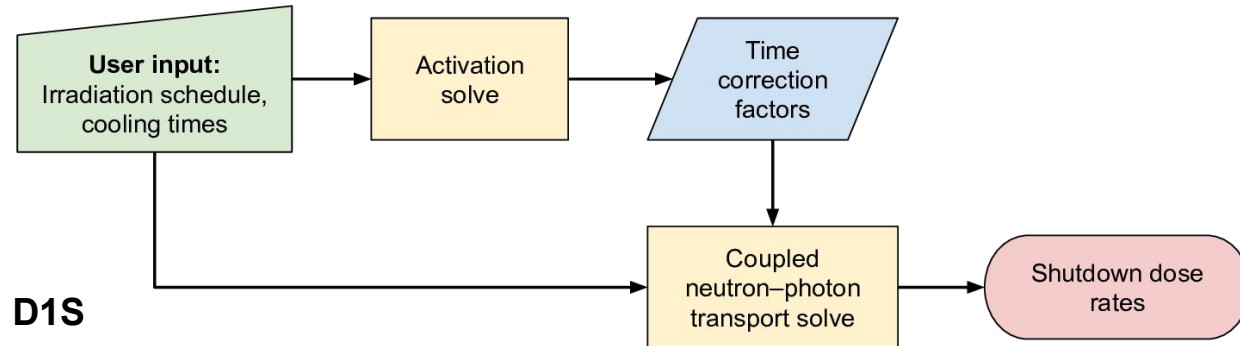 User input:
Irradiation schedule,
cooling times
Activation
solve
Time
correction
factors
Coupled
neutron–photon
transport solve
Shutdown dose
rates
D1S